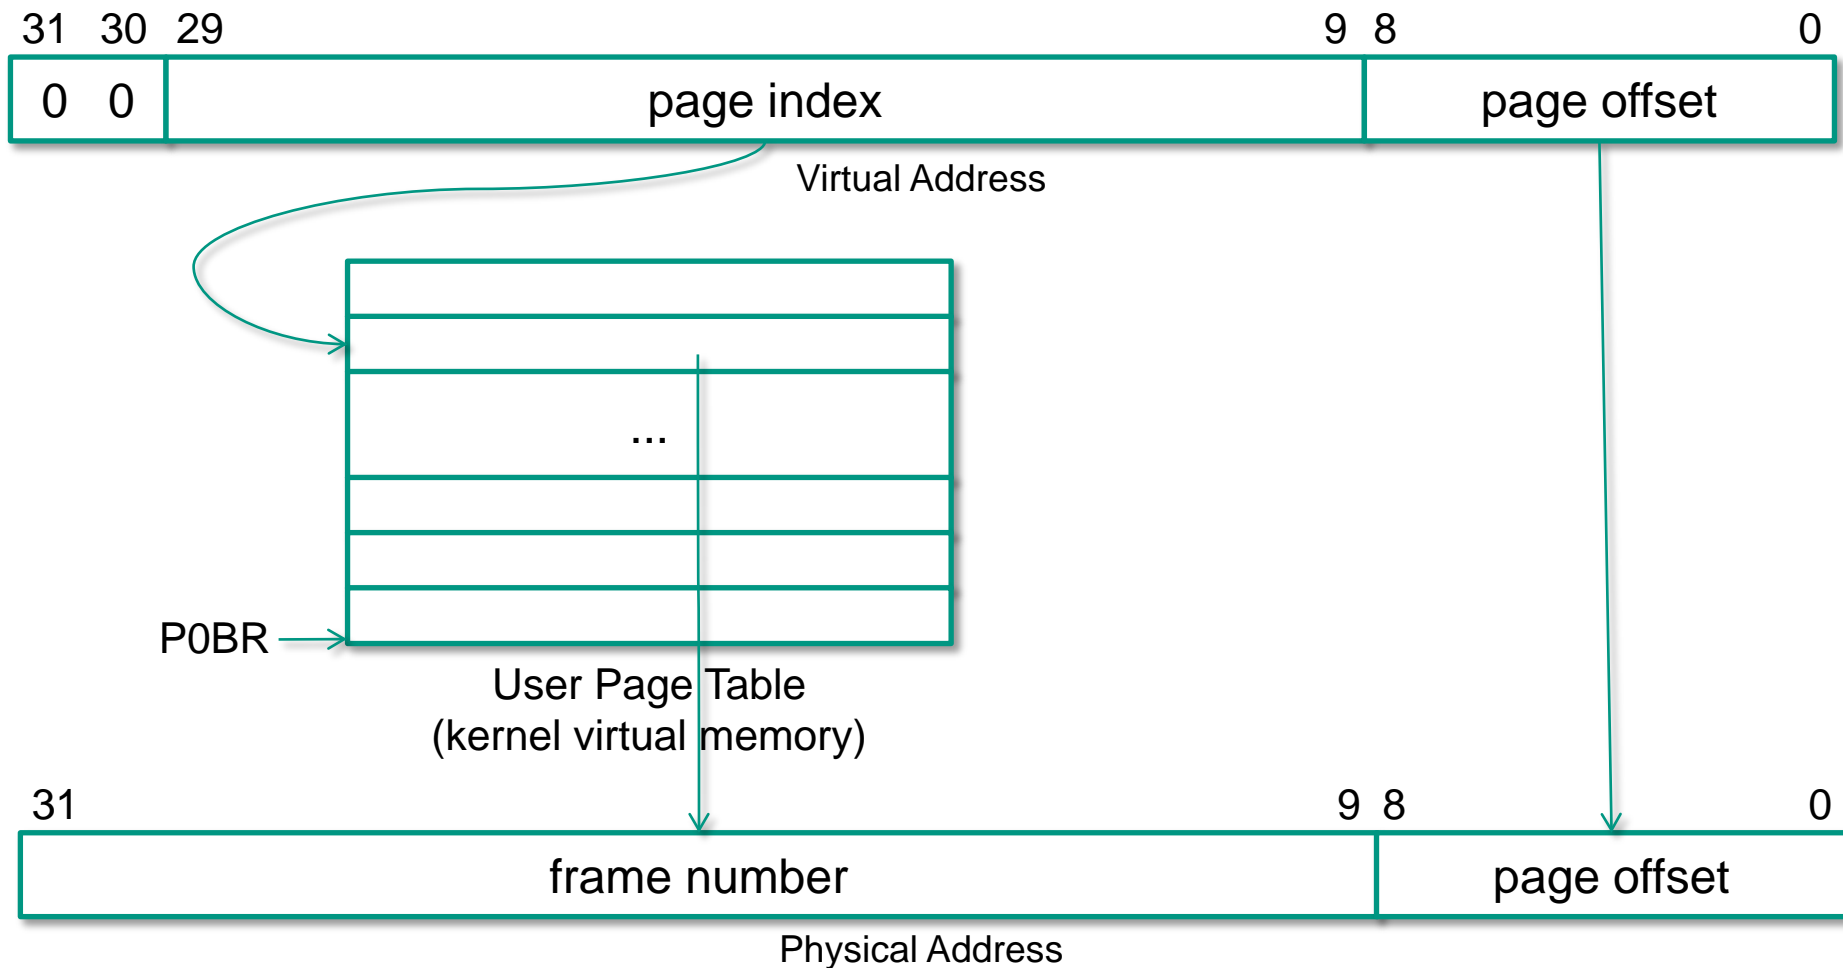 31 30 29 9 8 0
0 0 page index page offset
Virtual Address
...
P0BR
User Page Table
(kernel virtual memory)
31 9 8 0
frame number page offset
Physical Address